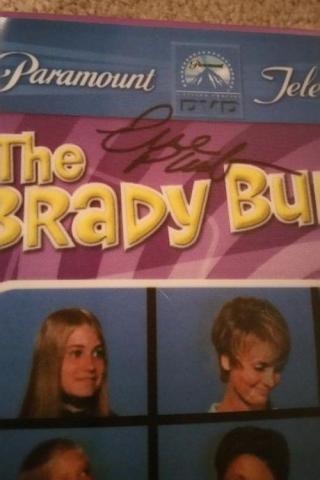 Paramount DVD Tele
The
BRADY BU